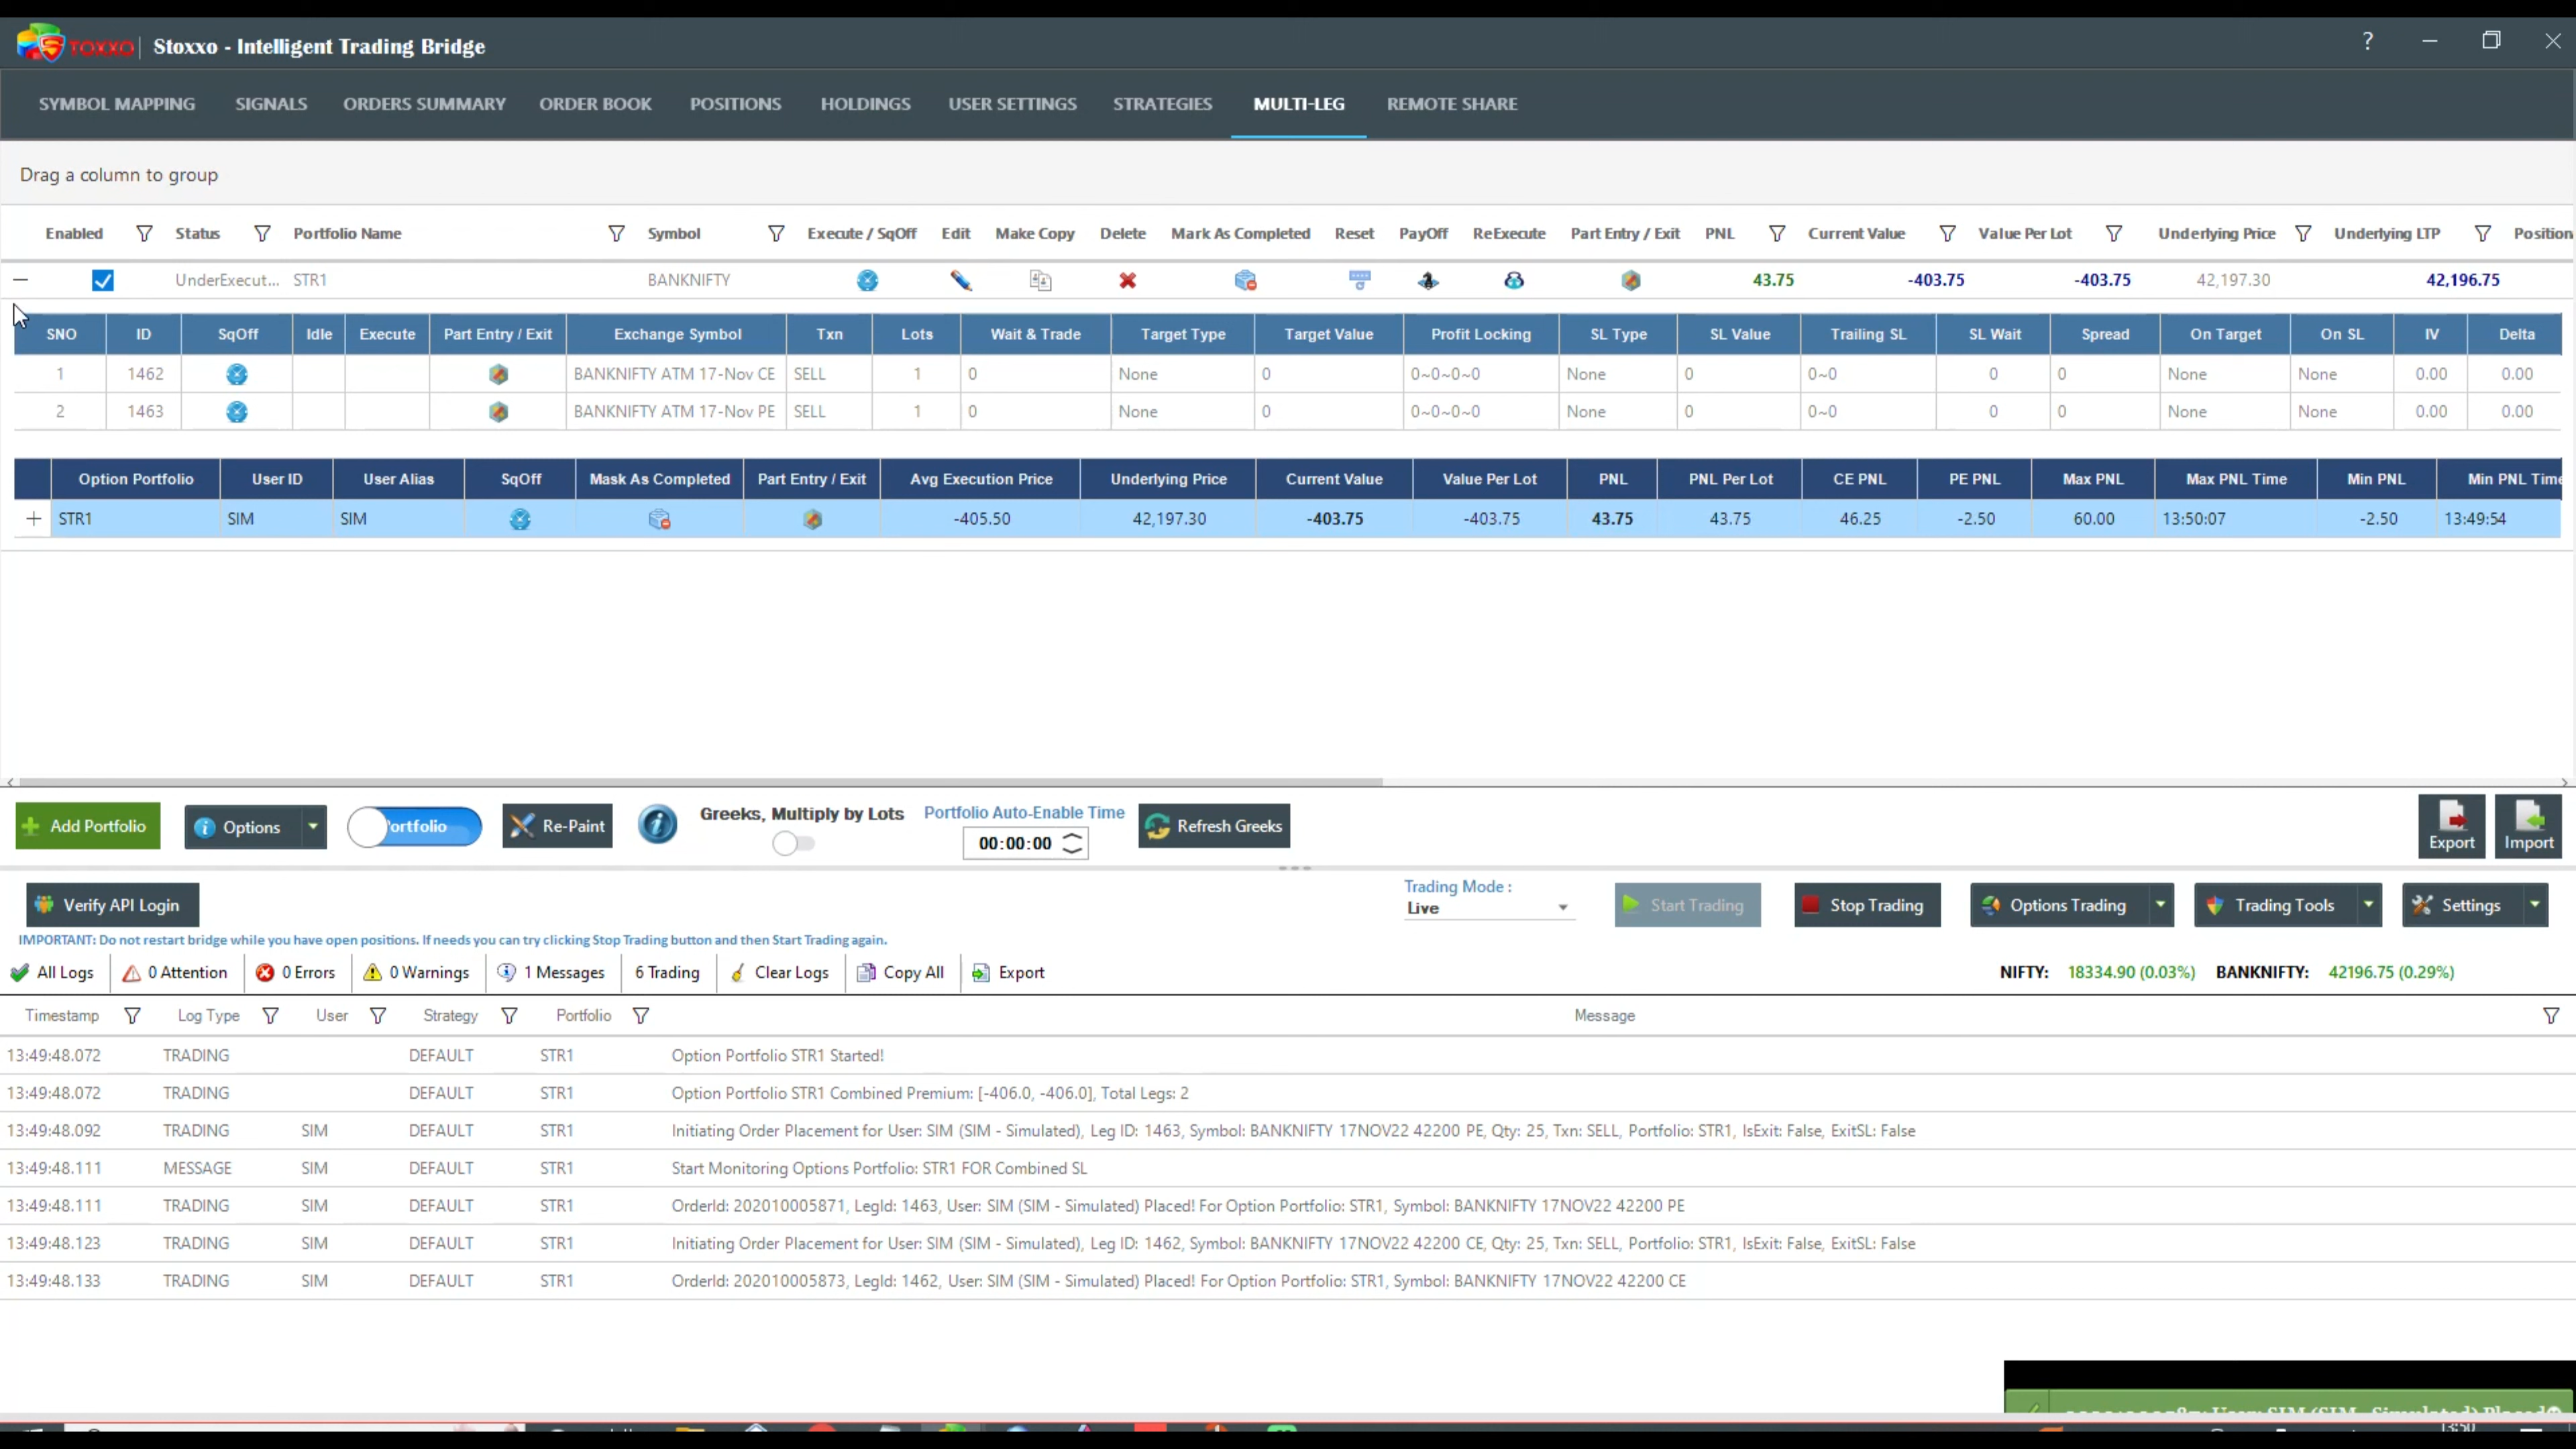 TOXXO Stoxxo - Intelligent Trading Bridge ?
SYMBOL MAPPING SIGNALS ORDERS SUMMARY ORDER BOOK POSITIONS HOLDINGS USER SETTINGS STRATEGIES MULTI-LEG REMOTE SHARE
Drag a column to group
Enabled Status Portfolio Name Symbol Execute / SqOff Edit Make Copy Delete Mark As Completed Reset PayOff ReExecute Part Entry / Exit PNL Current Value Value Per Lot Underlying Price Underlying LTP Position
UnderExecut... STR1 BANKNIFTY 43.75 -403.75 -403.75 42,197.30 42,196.75
SNO ID SqOff Idle Execute Part Entry / Exit Exchange Symbol Txn Lots Wait & Trade Target Type Target Value Profit Locking SL Type SL Value Trailing SL SL Wait Spread On Target On SL IV Delta
1 1462 BANKNIFTY ATM 17-Nov CE SELL 1 0 None 0 0~0~0~0 None 0 0~0 0 0 None None 0.00 0.00
2 1463 BANKNIFTY ATM 17-Nov PE SELL 1 0 None 0 0~0~0~0 None 0 0~0 0 0 None None 0.00 0.00
Option Portfolio User ID User Alias SqOff Mask As Completed Part Entry / Exit Avg Execution Price Underlying Price Current Value Value Per Lot PNL PNL Per Lot CE PNL PE PNL Max PNL Max PNL Time Min PNL Min PNL Time
STR1 SIM SIM -405.50 42,197.30 -403.75 -403.75 43.75 43.75 46.25 -2.50 60.00 13:50:07 -2.50 13:49:54
Add Portfolio Options ortfolio Re-Paint Greeks, Multiply by Lots Portfolio Auto-Enable Time 00:00:00 Refresh Greeks Export Import
Verify API Login Trading Mode : Live Start Trading Stop Trading Options Trading Trading Tools Settings
IMPORTANT: Do not restart bridge while you have open positions. If needs you can try clicking Stop Trading button and then Start Trading again.
All Logs 0 Attention 0 Errors 0 Warnings 1 Messages 6 Trading Clear Logs Copy All Export NIFTY: 18334.90 (0.03%) BANKNIFTY: 42196.75 (0.29%)
Timestamp Log Type User Strategy Portfolio Message
13:49:48.072 TRADING DEFAULT STR1 Option Portfolio STR1 Started!
13:49:48.072 TRADING DEFAULT STR1 Option Portfolio STR1 Combined Premium: [-406.0, -406.0], Total Legs: 2
13:49:48.092 TRADING SIM DEFAULT STR1 Initiating Order Placement for User: SIM (SIM - Simulated), Leg ID: 1463, Symbol: BANKNIFTY 17NOV22 42200 PE, Qty: 25, Txn: SELL, Portfolio: STR1, IsExit: False, ExitSL: False
13:49:48.111 MESSAGE SIM DEFAULT STR1 Start Monitoring Options Portfolio: STR1 FOR Combined SL
13:49:48.111 TRADING SIM DEFAULT STR1 OrderId: 202010005871, LegId: 1463, User: SIM (SIM - Simulated) Placed! For Option Portfolio: STR1, Symbol: BANKNIFTY 17NOV22 42200 PE
13:49:48.123 TRADING SIM DEFAULT STR1 Initiating Order Placement for User: SIM (SIM - Simulated), Leg ID: 1462, Symbol: BANKNIFTY 17NOV22 42200 CE, Qty: 25, Txn: SELL, Portfolio: STR1, IsExit: False, ExitSL: False
13:49:48.133 TRADING SIM DEFAULT STR1 OrderId: 202010005873, LegId: 1462, User: SIM (SIM - Simulated) Placed! For Option Portfolio: STR1, Symbol: BANKNIFTY 17NOV22 42200 CE
User: SIM (SIM - Simulated) Placed
13:50